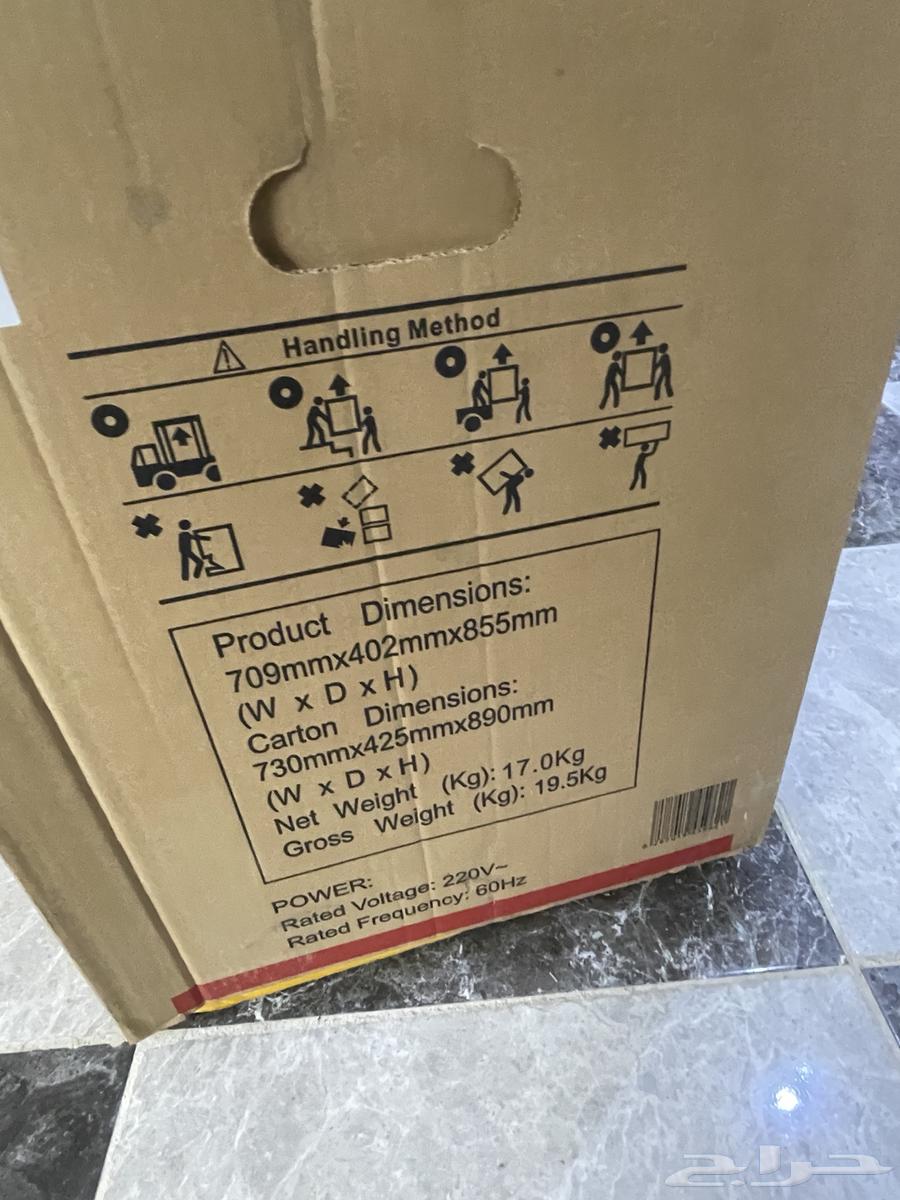 Handling Method
Product Dimensions:
709mmx402mmx855mm
(W x D x H)
Carton Dimensions:
730mmx425mmx890mm
(W x D x H)
Net Weight (Kg): 17.0Kg
Gross Weight (Kg): 19.5Kg
POWER:
Rated Voltage: 220V~
Rated Frequency: 60Hz
حراج